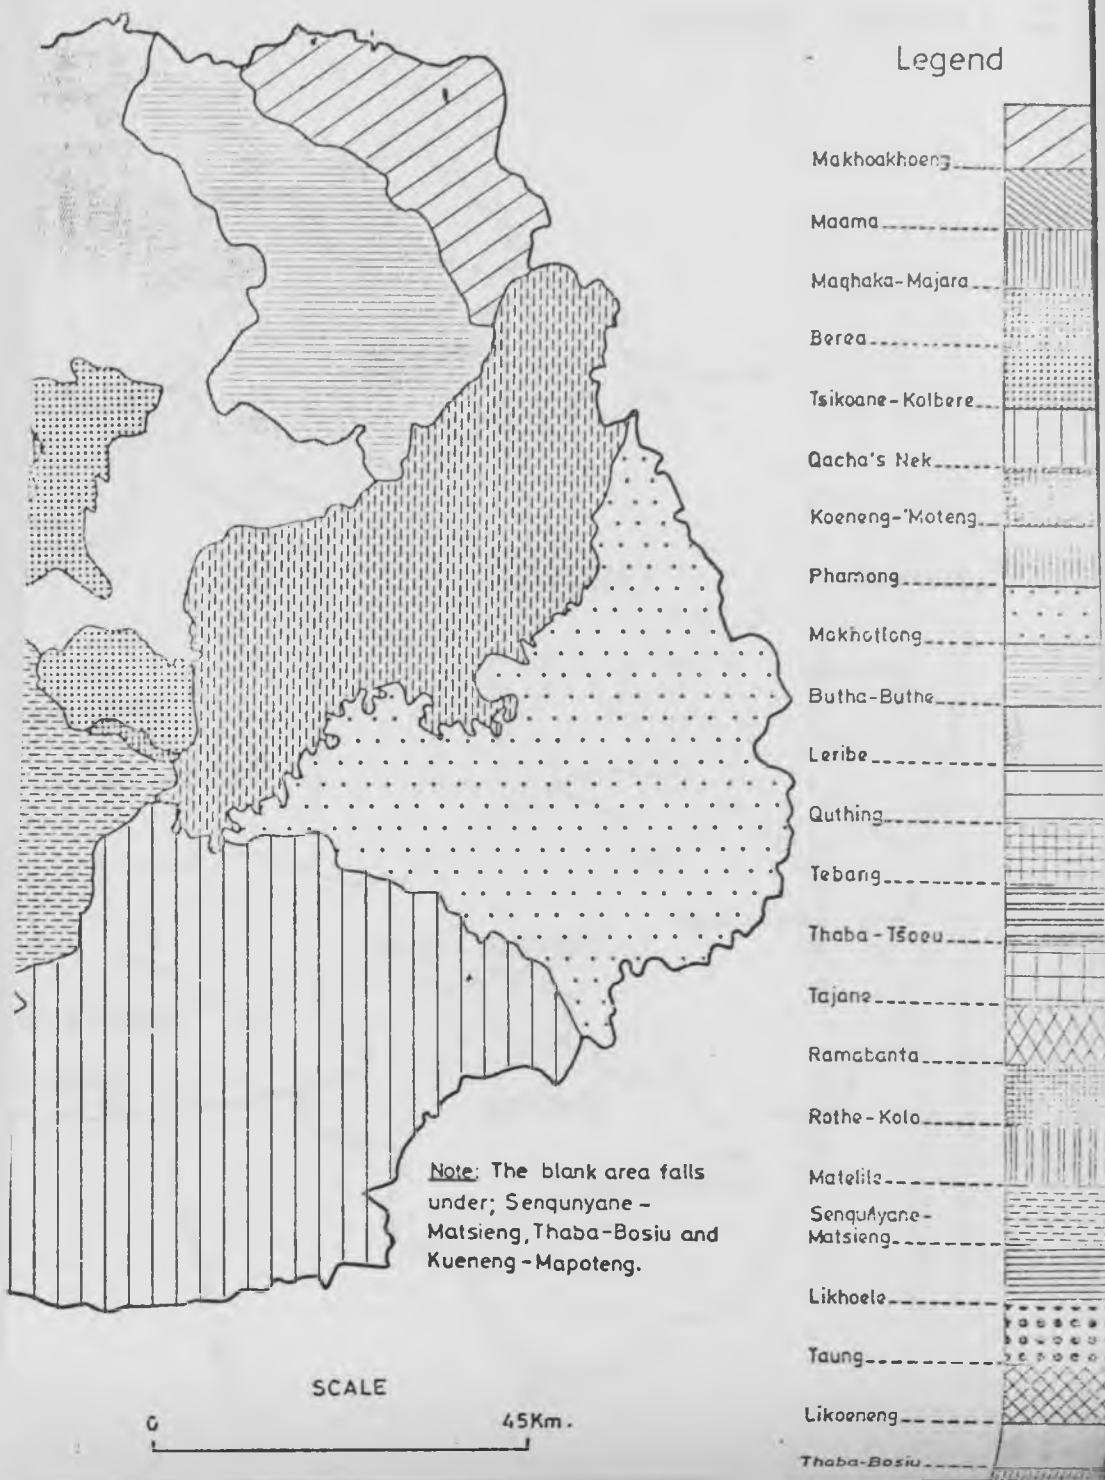 Legend
Makhoakhoeng
Maama
Maqhaka-Majara
Berea
Tsikoane-Kolbere
Qacha's Nek
Koeneng-'Moteng
Phamong
Mokhotlong
Butha-Buthe
Leribe
Quthing
Tebang
Thaba-Tšoeu
Tajane
Ramabanta
Rothe-Kolo
Matelile
Senqunyane-
Matsieng
Likhoele
Taung
Likoeneng
Thaba-Bosiu
Note: The blank area falls
under; Senqunyane-
Matsieng, Thaba-Bosiu and
Kueneng-Mapoteng.
SCALE
0 45Km.